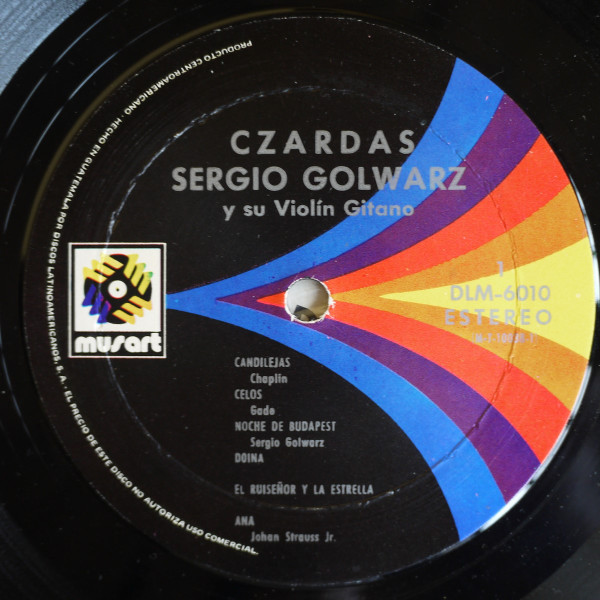 CZARDAS
SERGIO GOLWARZ
y su Violín Gitano
musart
1
DLM-6010
ESTEREO
CANDILEJAS
Chaplin
CELOS
Gade
NOCHE DE BUDAPEST
Sergio Golwarz
DOINA
EL RUISEÑOR Y LA ESTRELLA
ANA
Johan Strauss Jr.
PRODUCTO CENTROAMERICANO · HECHO EN GUATEMALA POR DISCOS LATINOAMERICANOS, S. A. · EL PRECIO DE ESTE DISCO NO AUTORIZA USO COMERCIAL.